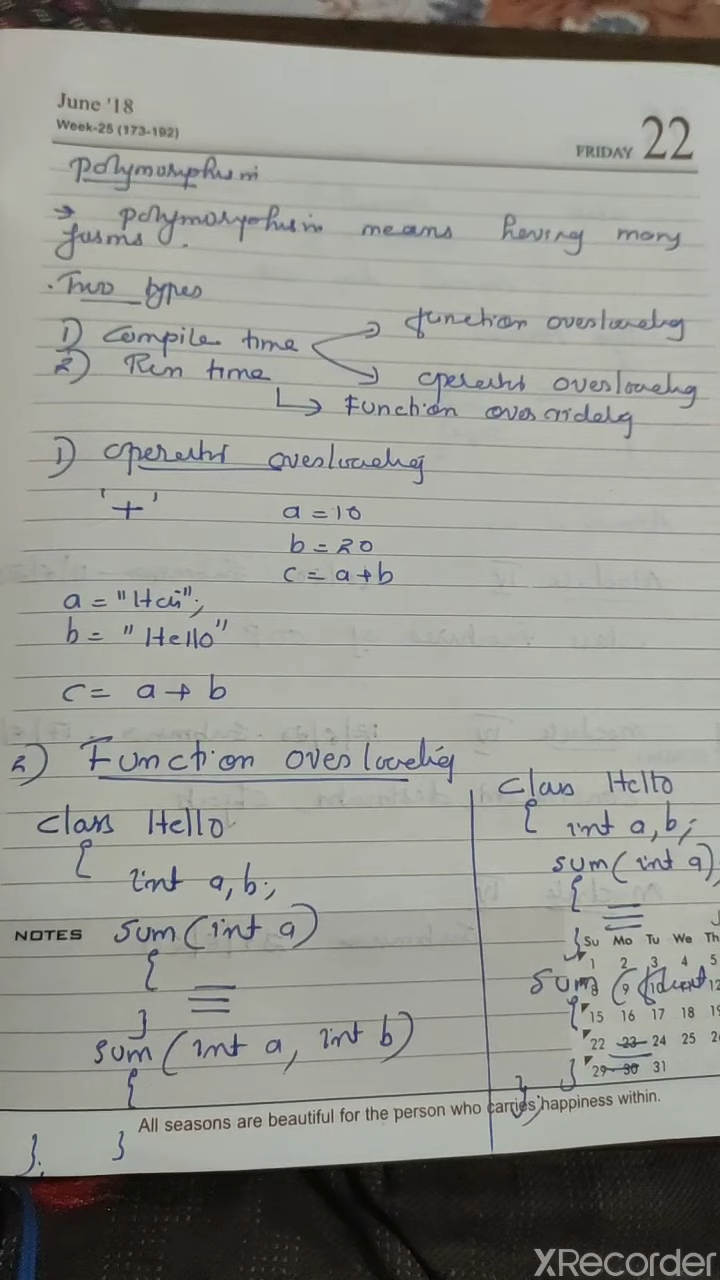 June '18
Week-25 (173-192)
FRIDAY 22
polymorphism
→ polymorphism means having many
forms.
. Two types
1) Compile time → function overloading
→ operator overloading
2) Run time
↳ Function overriding
1) operator overloading
'+' a = 10
b = 20
c = a + b
a = "Hai";
b = "Hello"
c = a + b
2) Function overloading
class Hello
{
int a, b;
sum (int a)
{
}
sum (int a, int b)
{
}
};
class Hello
{ int a, b;
sum (int a)
{
}
sum (float
{
}
};
NOTES
Su Mo Tu We Th
1 2 3 4 5
9 12
15 16 17 18 19
22 23 24 25 26
29 30 31
All seasons are beautiful for the person who carries happiness within.
XRecorder